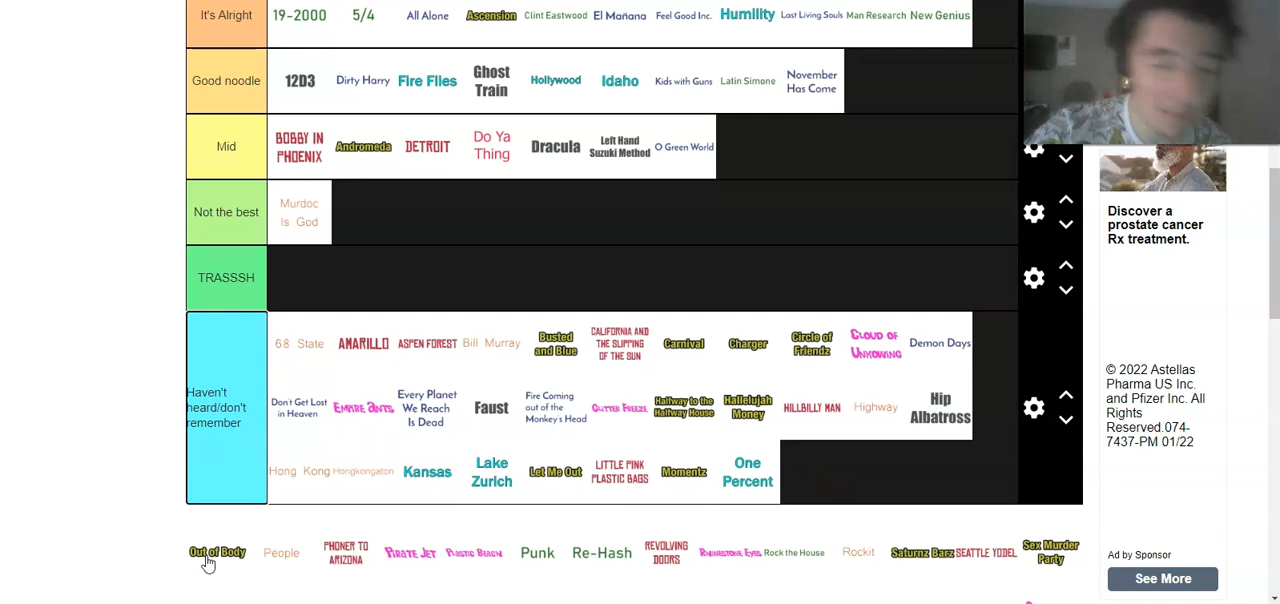 It's Alright
19-2000
5/4
All Alone
Ascension
Clint Eastwood
El Mañana
Feel Good Inc.
Humility
Last Living Souls
Man Research
New Genius
Good noodle
12D3
Dirty Harry
Fire Flies
Ghost
Train
Hollywood
Idaho
Kids with Guns
Latin Simone
November
Has Come
Mid
BOBBY IN
PHOENIX
Andromeda
DETROIT
Do Ya
Thing
Dracula
Left Hand
Suzuki Method
O Green World
Not the best
Murdoc
Is God
TRASSSH
Haven't
heard/don't
remember
68 State
AMARILLO
ASPEN FOREST
Bill Murray
Busted
and Blue
CALIFORNIA AND
THE SLIPPING
OF THE SUN
Carnival
Charger
Circle of
Friendz
Cloud of
Unkowing
Demon Days
Don't Get Lost
in Heaven
Empire Ants
Every Planet
We Reach
Is Dead
Faust
Fire Coming
out of the
Monkey's Head
Glitter Freeze
Halfway to the
Halfway House
Hallelujah
Money
HILLBILLY MAN
Highway
Hip
Albatross
Hong Kong
Hongkongaton
Kansas
Lake
Zurich
Let Me Out
LITTLE PINK
PLASTIC BAGS
Momentz
One
Percent
Out of Body
People
PHONER TO
ARIZONA
Pirate Jet
Plastic Beach
Punk
Re-Hash
REVOLVING
DOORS
Rhinestone Eyes
Rock the House
Rockit
Saturnz Barz
SEATTLE YODEL
Sex Murder
Party
Discover a
prostate cancer
Rx treatment.
© 2022 Astellas
Pharma US Inc.
and Pfizer Inc. All
Rights
Reserved.074-
7437-PM 01/22
Ad by Sponsor
See More